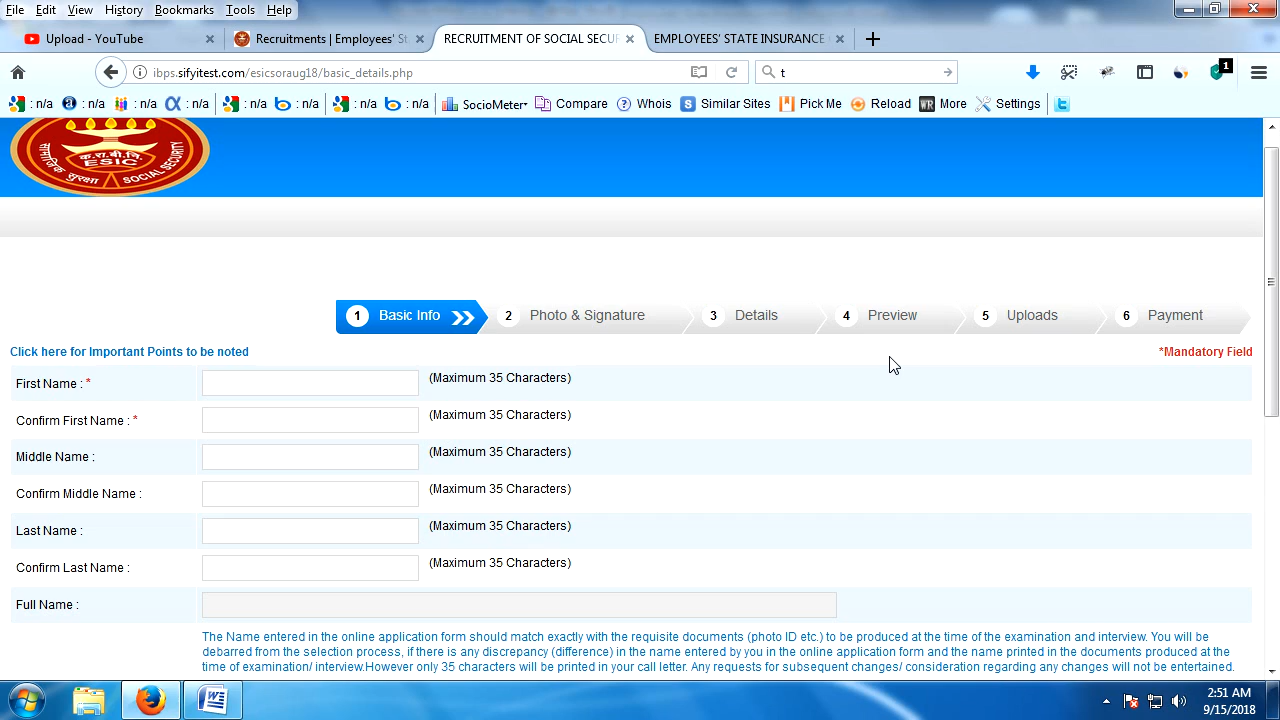 File Edit View History Bookmarks Tools Help
Upload - YouTube
Recruitments | Employees' St
RECRUITMENT OF SOCIAL SECUR
EMPLOYEES' STATE INSURANCE
ibps.sifyitest.com/esicsoraug18/basic_details.php
t
1
: n/a : n/a : n/a : n/a : n/a : n/a : n/a : n/a SocioMeter Compare Whois Similar Sites Pic Me Reload WR More Settings
क.रा.बी.नि.
ESIC
सामाजिक सुरक्षा SOCIAL SECURITY
1 Basic Info 2 Photo & Signature 3 Details 4 Preview 5 Uploads 6 Payment
Click here for Important Points to be noted
*Mandatory Field
First Name : * (Maximum 35 Characters)
Confirm First Name : * (Maximum 35 Characters)
Middle Name : (Maximum 35 Characters)
Confirm Middle Name : (Maximum 35 Characters)
Last Name : (Maximum 35 Characters)
Confirm Last Name : (Maximum 35 Characters)
Full Name :
The Name entered in the online application form should match exactly with the requisite documents (photo ID etc.) to be produced at the time of the examination and interview. You will be
debarred from the selection process, if there is any discrepancy (difference) in the name entered by you in the online application form and the name printed in the documents produced at the
time of examination/ interview.However only 35 characters will be printed in your call letter. Any requests for subsequent changes/ consideration regarding any changes will not be entertained.
2:51 AM
9/15/2018